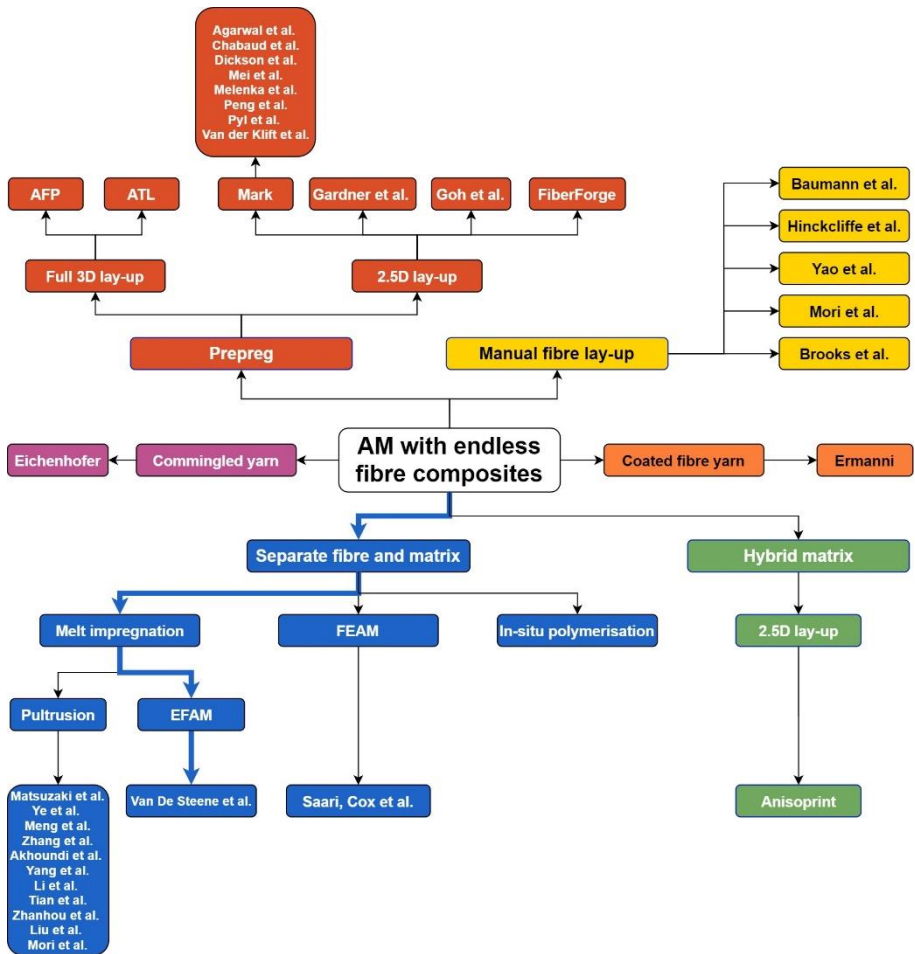 Agarwal et al.
Chabaud et al.
Dickson et al.
Mei et al.
Melenka et al.
Peng et al.
Pyl et al.
Van der Klift et al.
AFP
ATL
Mark
Gardner et al.
Goh et al.
FiberForge
Baumann et al.
Hinckcliffe et al.
Yao et al.
Mori et al.
Brooks et al.
Full 3D lay-up
2.5D lay-up
Prepreg
Manual fibre lay-up
AM with endless
fibre composites
Eichenhofer
Commingled yarn
Coated fibre yarn
Ermanni
Separate fibre and matrix
Hybrid matrix
Melt impregnation
FEAM
In-situ polymerisation
2.5D lay-up
Pultrusion
EFAM
Matsuzaki et al.
Ye et al.
Meng et al.
Zhang et al.
Akhoundi et al.
Yang et al.
Li et al.
Tian et al.
Zhanhou et al.
Liu et al.
Mori et al.
Van De Steene et al.
Saari, Cox et al.
Anisoprint